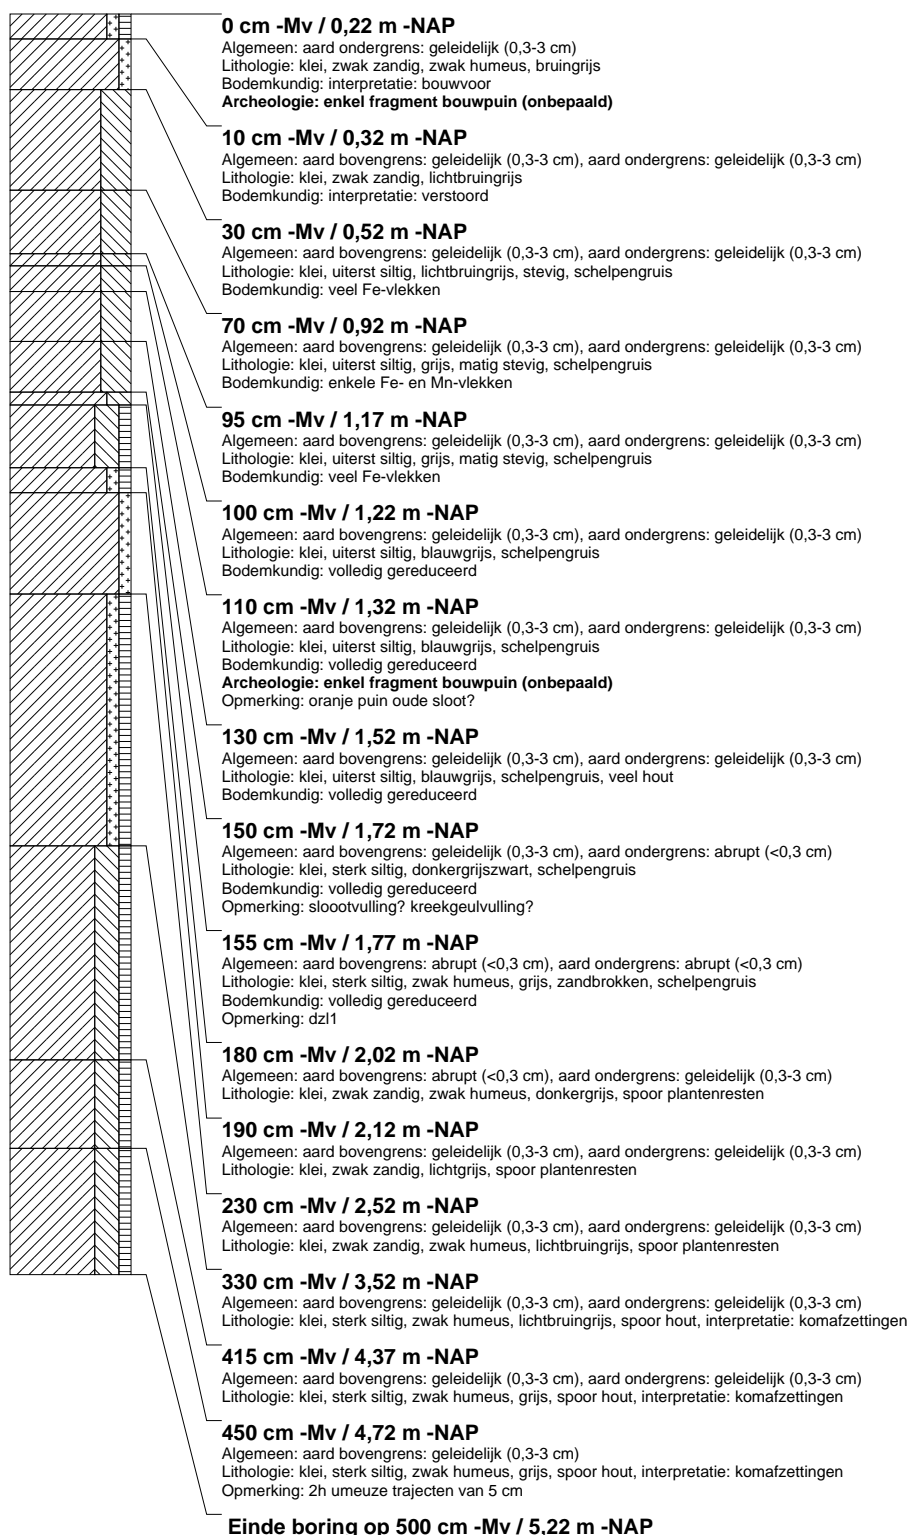 0 cm -Mv / 0,22 m -NAP
Algemeen: aard ondergrens: geleidelijk (0,3-3 cm)
Lithologie: klei, zwak zandig, zwak humeus, bruingrijs
Bodemkundig: interpretatie: bouwvoor
Archeologie: enkel fragment bouwpuin (onbepaald)
10 cm -Mv / 0,32 m -NAP
Algemeen: aard bovengrens: geleidelijk (0,3-3 cm), aard ondergrens: geleidelijk (0,3-3 cm)
Lithologie: klei, zwak zandig, lichtbruingrijs
Bodemkundig: interpretatie: verstoord
30 cm -Mv / 0,52 m -NAP
Algemeen: aard bovengrens: geleidelijk (0,3-3 cm), aard ondergrens: geleidelijk (0,3-3 cm)
Lithologie: klei, uiterst siltig, lichtbruingrijs, stevig, schelpengruis
Bodemkundig: veel Fe-vlekken
70 cm -Mv / 0,92 m -NAP
Algemeen: aard bovengrens: geleidelijk (0,3-3 cm), aard ondergrens: geleidelijk (0,3-3 cm)
Lithologie: klei, uiterst siltig, grijs, matig stevig, schelpengruis
Bodemkundig: enkele Fe- en Mn-vlekken
95 cm -Mv / 1,17 m -NAP
Algemeen: aard bovengrens: geleidelijk (0,3-3 cm), aard ondergrens: geleidelijk (0,3-3 cm)
Lithologie: klei, uiterst siltig, grijs, matig stevig, schelpengruis
Bodemkundig: veel Fe-vlekken
100 cm -Mv / 1,22 m -NAP
Algemeen: aard bovengrens: geleidelijk (0,3-3 cm), aard ondergrens: geleidelijk (0,3-3 cm)
Lithologie: klei, uiterst siltig, blauwgrijs, schelpengruis
Bodemkundig: volledig gereduceerd
110 cm -Mv / 1,32 m -NAP
Algemeen: aard bovengrens: geleidelijk (0,3-3 cm), aard ondergrens: geleidelijk (0,3-3 cm)
Lithologie: klei, uiterst siltig, blauwgrijs, schelpengruis
Bodemkundig: volledig gereduceerd
Archeologie: enkel fragment bouwpuin (onbepaald)
Opmerking: oranje puin oude sloot?
130 cm -Mv / 1,52 m -NAP
Algemeen: aard bovengrens: geleidelijk (0,3-3 cm), aard ondergrens: geleidelijk (0,3-3 cm)
Lithologie: klei, uiterst siltig, blauwgrijs, schelpengruis, veel hout
Bodemkundig: volledig gereduceerd
150 cm -Mv / 1,72 m -NAP
Algemeen: aard bovengrens: geleidelijk (0,3-3 cm), aard ondergrens: abrupt (<0,3 cm)
Lithologie: klei, sterk siltig, donkergrijszwart, schelpengruis
Bodemkundig: volledig gereduceerd
Opmerking: sloootvulling? kreekgeulvulling?
155 cm -Mv / 1,77 m -NAP
Algemeen: aard bovengrens: abrupt (<0,3 cm), aard ondergrens: abrupt (<0,3 cm)
Lithologie: klei, sterk siltig, zwak humeus, grijs, zandbrokken, schelpengruis
Bodemkundig: volledig gereduceerd
Opmerking: dzl1
180 cm -Mv / 2,02 m -NAP
Algemeen: aard bovengrens: abrupt (<0,3 cm), aard ondergrens: geleidelijk (0,3-3 cm)
Lithologie: klei, zwak zandig, zwak humeus, donkergrijs, spoor plantenresten
190 cm -Mv / 2,12 m -NAP
Algemeen: aard bovengrens: geleidelijk (0,3-3 cm), aard ondergrens: geleidelijk (0,3-3 cm)
Lithologie: klei, zwak zandig, lichtgrijs, spoor plantenresten
230 cm -Mv / 2,52 m -NAP
Algemeen: aard bovengrens: geleidelijk (0,3-3 cm), aard ondergrens: geleidelijk (0,3-3 cm)
Lithologie: klei, zwak zandig, zwak humeus, lichtbruingrijs, spoor plantenresten
330 cm -Mv / 3,52 m -NAP
Algemeen: aard bovengrens: geleidelijk (0,3-3 cm), aard ondergrens: geleidelijk (0,3-3 cm)
Lithologie: klei, sterk siltig, zwak humeus, lichtbruingrijs, spoor hout, interpretatie: komafzettingen
415 cm -Mv / 4,37 m -NAP
Algemeen: aard bovengrens: geleidelijk (0,3-3 cm), aard ondergrens: geleidelijk (0,3-3 cm)
Lithologie: klei, sterk siltig, zwak humeus, grijs, spoor hout, interpretatie: komafzettingen
450 cm -Mv / 4,72 m -NAP
Algemeen: aard bovengrens: geleidelijk (0,3-3 cm)
Lithologie: klei, sterk siltig, zwak humeus, grijs, spoor hout, interpretatie: komafzettingen
Opmerking: 2h umeuze trajecten van 5 cm
Einde boring op 500 cm -Mv / 5,22 m -NAP